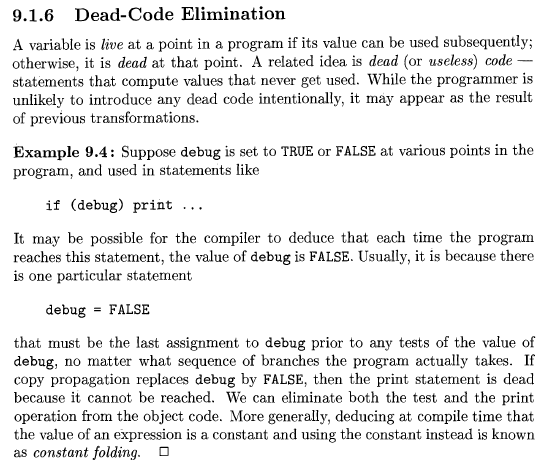 9.1.6 Dead-Code Elimination
A variable is live at a point in a program if its value can be used subsequently;
otherwise, it is dead at that point. A related idea is dead (or useless) code —
statements that compute values that never get used. While the programmer is
unlikely to introduce any dead code intentionally, it may appear as the result
of previous transformations.
Example 9.4: Suppose debug is set to TRUE or FALSE at various points in the
program, and used in statements like
if (debug) print ...
It may be possible for the compiler to deduce that each time the program
reaches this statement, the value of debug is FALSE. Usually, it is because there
is one particular statement
debug = FALSE
that must be the last assignment to debug prior to any tests of the value of
debug, no matter what sequence of branches the program actually takes. If
copy propagation replaces debug by FALSE, then the print statement is dead
because it cannot be reached. We can eliminate both the test and the print
operation from the object code. More generally, deducing at compile time that
the value of an expression is a constant and using the constant instead is known
as constant folding. □